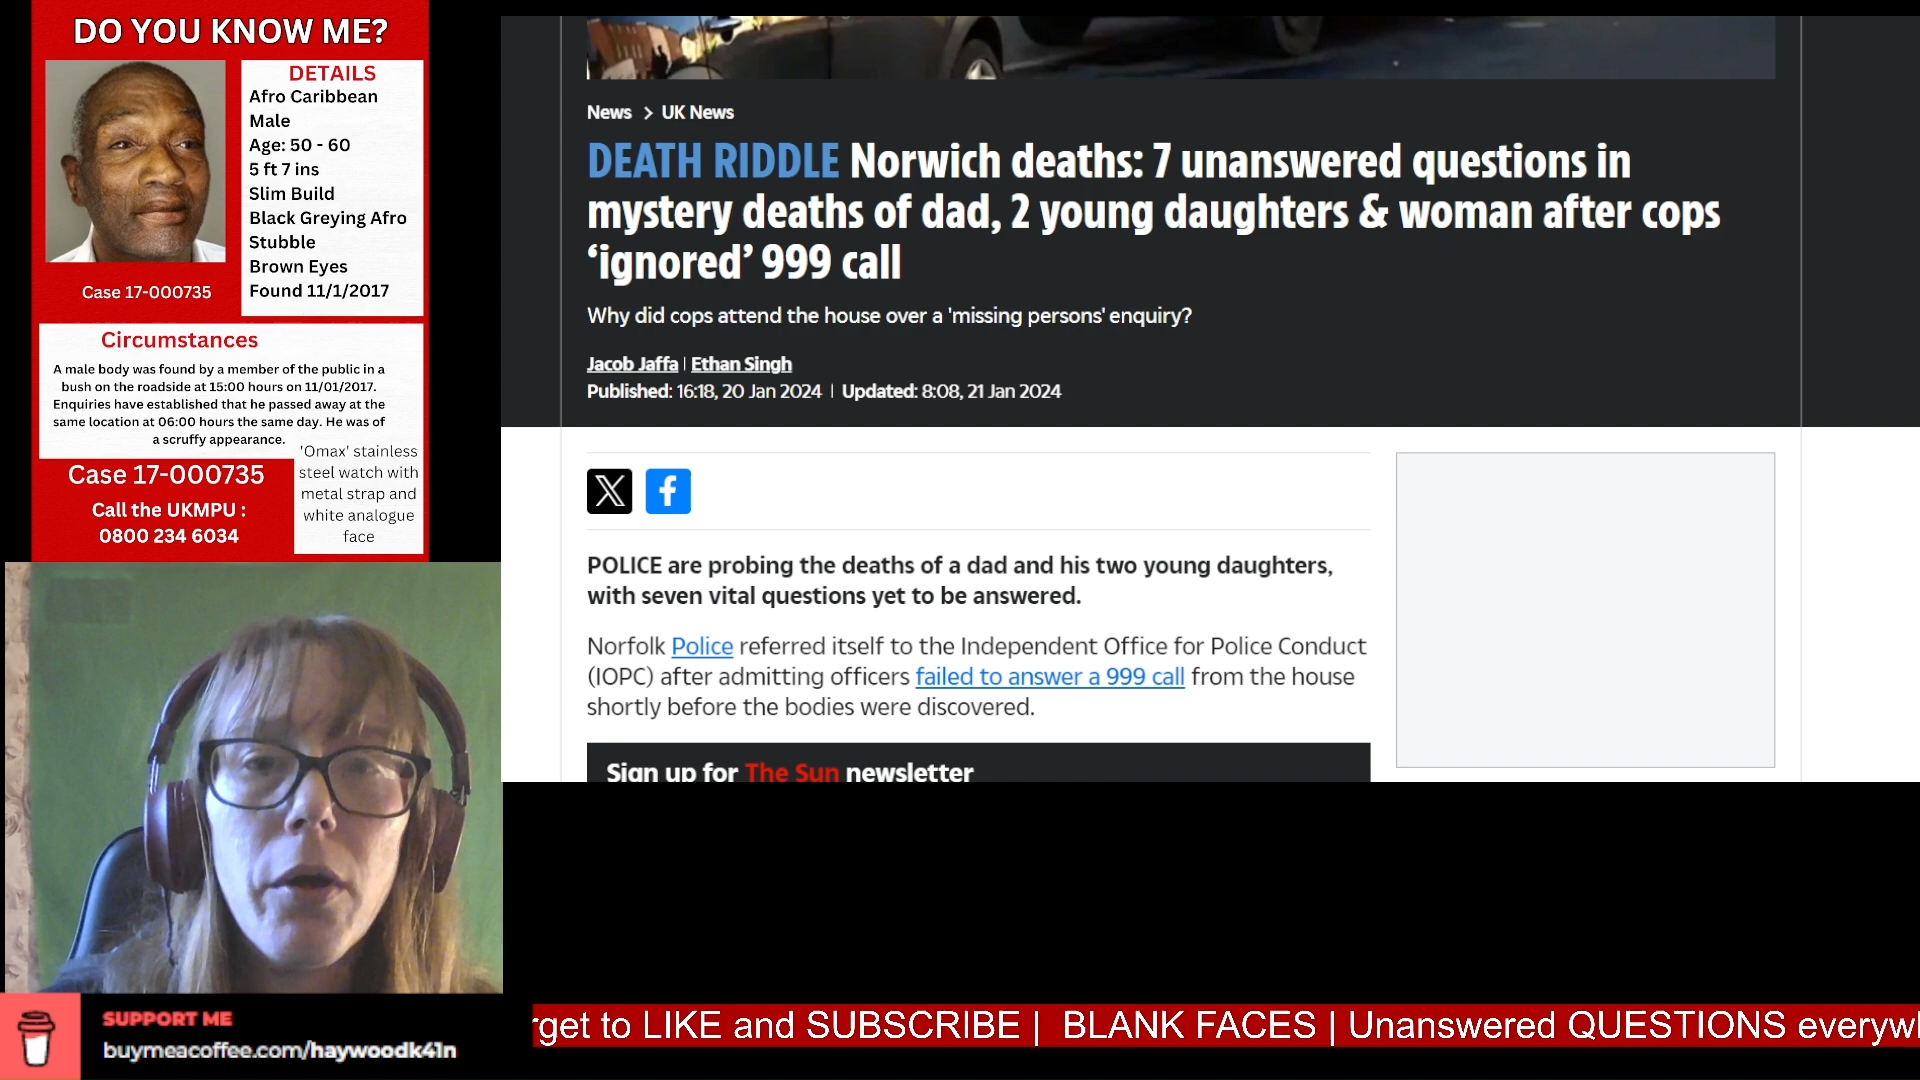 DO YOU KNOW ME?
DETAILS
Afro Caribbean
Male
Age: 50 - 60
5 ft 7 ins
Slim Build
Black Greying Afro
Stubble
Brown Eyes
Found 11/1/2017
Case 17-000735
Circumstances
A male body was found by a member of the public in a
bush on the roadside at 15:00 hours on 11/01/2017.
Enquiries have established that he passed away at the
same location at 06:00 hours the same day. He was of
a scruffy appearance.
'Omax' stainless
steel watch with
metal strap and
white analogue
face
Case 17-000735
Call the UKMPU :
0800 234 6034
News > UK News
DEATH RIDDLE Norwich deaths: 7 unanswered questions in
mystery deaths of dad, 2 young daughters & woman after cops
‘ignored’ 999 call
Why did cops attend the house over a 'missing persons' enquiry?
Jacob Jaffa | Ethan Singh
Published: 16:18, 20 Jan 2024 | Updated: 8:08, 21 Jan 2024
POLICE are probing the deaths of a dad and his two young daughters,
with seven vital questions yet to be answered.
Norfolk Police referred itself to the Independent Office for Police Conduct
(IOPC) after admitting officers failed to answer a 999 call from the house
shortly before the bodies were discovered.
Sign up for The Sun newsletter
SUPPORT ME
buymeacoffee.com/haywoodk41n
rget to LIKE and SUBSCRIBE | BLANK FACES | Unanswered QUESTIONS everywh